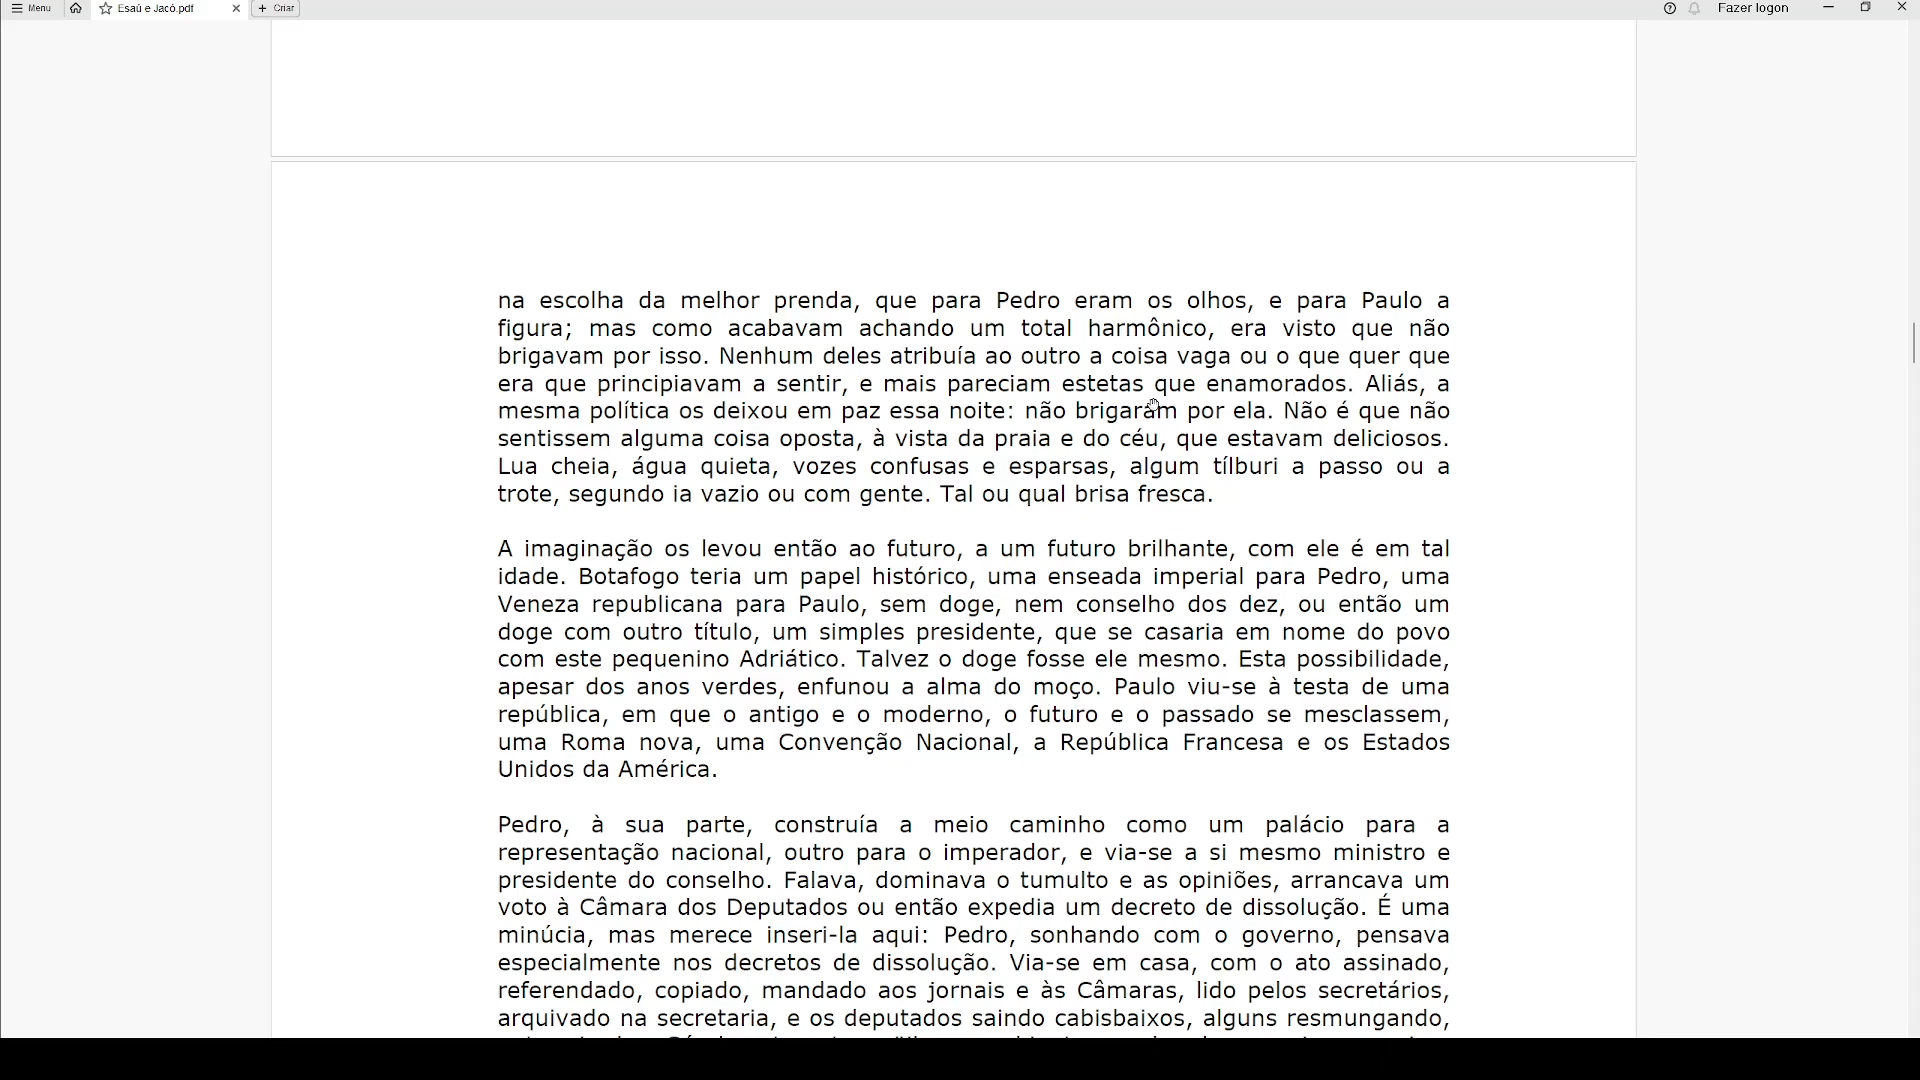 Menu
Esaú e Jacó.pdf
Criar
Fazer logon
na escolha da melhor prenda, que para Pedro eram os olhos, e para Paulo a
figura; mas como acabavam achando um total harmônico, era visto que não
brigavam por isso. Nenhum deles atribuía ao outro a coisa vaga ou o que quer que
era que principiavam a sentir, e mais pareciam estetas que enamorados. Aliás, a
mesma política os deixou em paz essa noite: não brigaram por ela. Não é que não
sentissem alguma coisa oposta, à vista da praia e do céu, que estavam deliciosos.
Lua cheia, água quieta, vozes confusas e esparsas, algum tílburi a passo ou a
trote, segundo ia vazio ou com gente. Tal ou qual brisa fresca.
A imaginação os levou então ao futuro, a um futuro brilhante, com ele é em tal
idade. Botafogo teria um papel histórico, uma enseada imperial para Pedro, uma
Veneza republicana para Paulo, sem doge, nem conselho dos dez, ou então um
doge com outro título, um simples presidente, que se casaria em nome do povo
com este pequenino Adriático. Talvez o doge fosse ele mesmo. Esta possibilidade,
apesar dos anos verdes, enfunou a alma do moço. Paulo viu-se à testa de uma
república, em que o antigo e o moderno, o futuro e o passado se mesclassem,
uma Roma nova, uma Convenção Nacional, a República Francesa e os Estados
Unidos da América.
Pedro, à sua parte, construía a meio caminho como um palácio para a
representação nacional, outro para o imperador, e via-se a si mesmo ministro e
presidente do conselho. Falava, dominava o tumulto e as opiniões, arrancava um
voto à Câmara dos Deputados ou então expedia um decreto de dissolução. É uma
minúcia, mas merece inseri-la aqui: Pedro, sonhando com o governo, pensava
especialmente nos decretos de dissolução. Via-se em casa, com o ato assinado,
referendado, copiado, mandado aos jornais e às Câmaras, lido pelos secretários,
arquivado na secretaria, e os deputados saindo cabisbaixos, alguns resmungando,